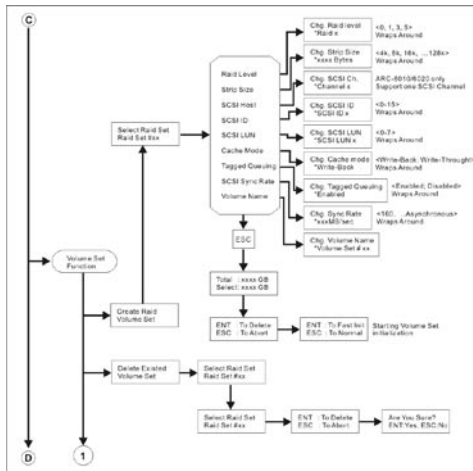 C
Chg. Raid level
*Raid x
<0, 1, 3, 5>
Wraps Around
Chg. Strip Size
*xxxx Bytes
<4k, 8k, 16k, ...128k>
Wraps Around
Raid Level
Strip Size
SCSI Host
SCSI ID
SCSI LUN
Cache Mode
Tagged Queuing
SCSI Sync Rate
Volume Name
Chg. SCSI Ch.
*Channel x
ARC-6010/6020 only
Support one SCSI Channel
Chg. SCSI ID
*SCSI ID x
<0-15>
Wraps Around
Select Raid Set
Raid Set #xx
Chg. SCSI LUN
*SCSI LUN x
<0-7>
Wraps Around
Chg. Cache mode
*Write-Back
<Write-Back; Write-Through>
Wraps Around
Chg. Tagged Queuing
*Enabled
<Enabled; Disabled>
Wraps Around
Chg. Sync Rate
*xxxMB/sec
<160, ...Asynchronous>
Wraps Around
Chg. Volume Name
*Volume Set # xx
ESC
Volume Set
Function
Total : xxxx GB
Select: xxxx GB
Create Raid
Volume Set
ENT : To Delete
ESC : To Abort
ENT : To Fast Init
ESC : To Normal
Starting Volume Set
initialization
Delete Existed
Volume Set
Select Raid Set
Raid Set #xx
Select Raid Set
Raid Set #xx
ENT : To Delete
ESC : To Abort
Are You Sure?
ENT:Yes, ESC:No
D
1